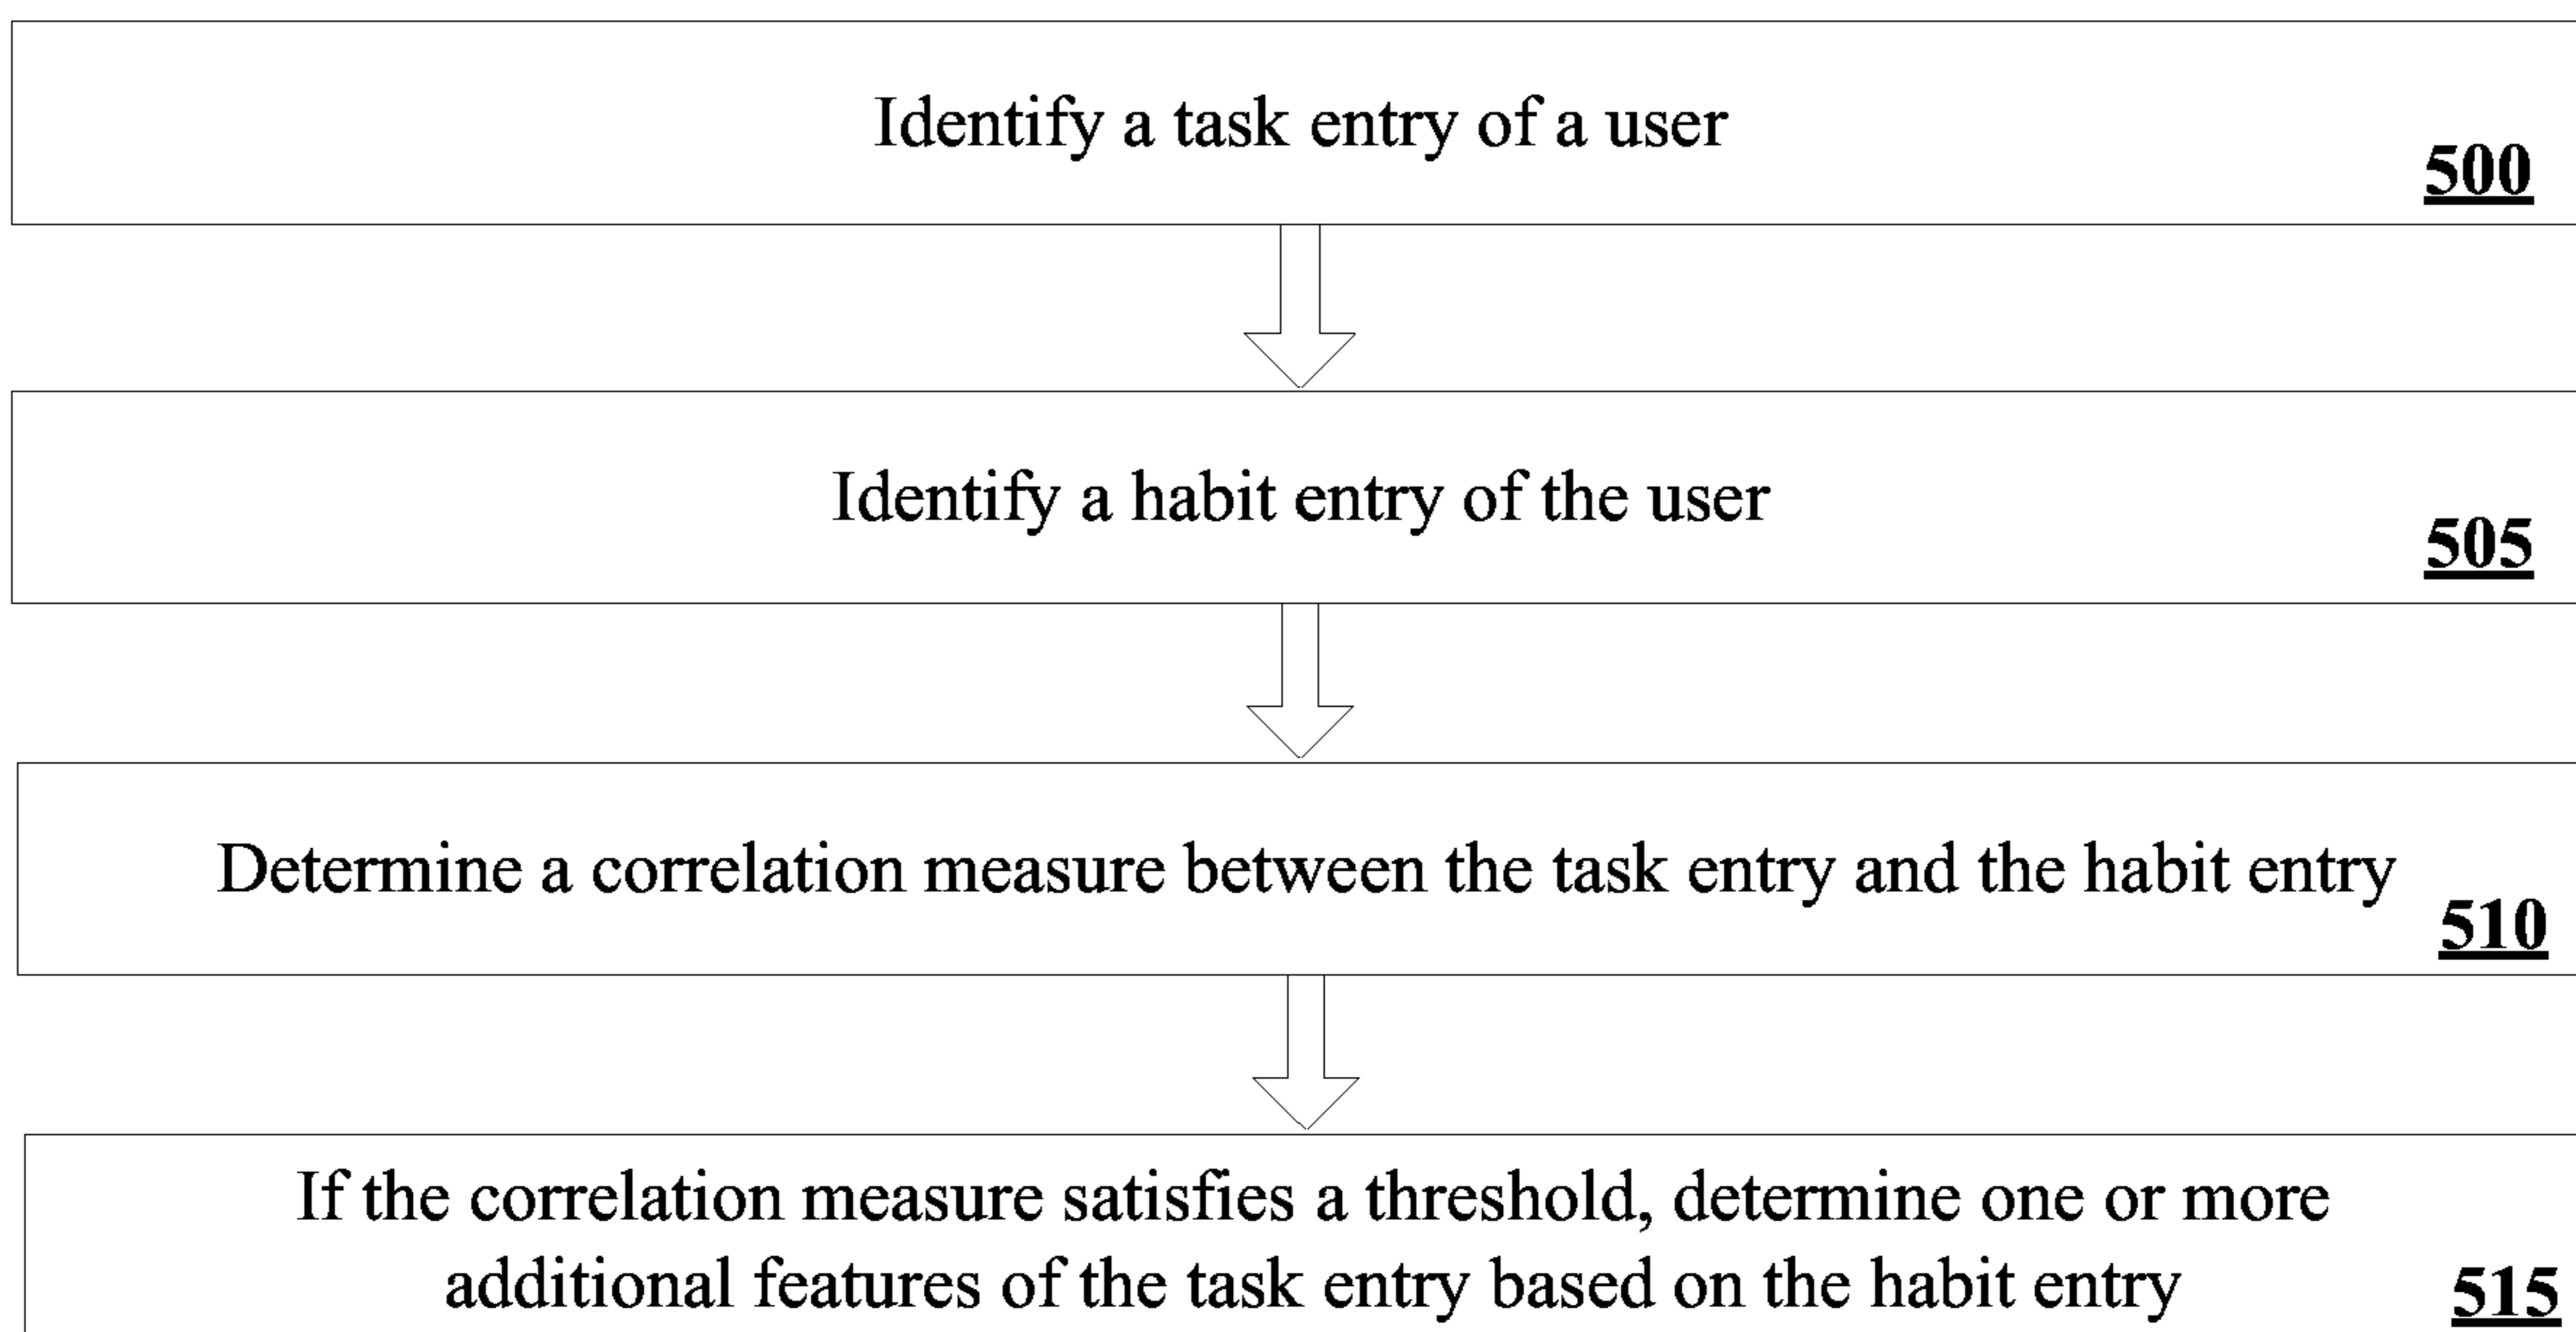 Identify a task entry of a user
500
Identify a habit entry of the user
505
Determine a correlation measure between the task entry and the habit entry
510
If the correlation measure satisfies a threshold, determine one or more
additional features of the task entry based on the habit entry
515